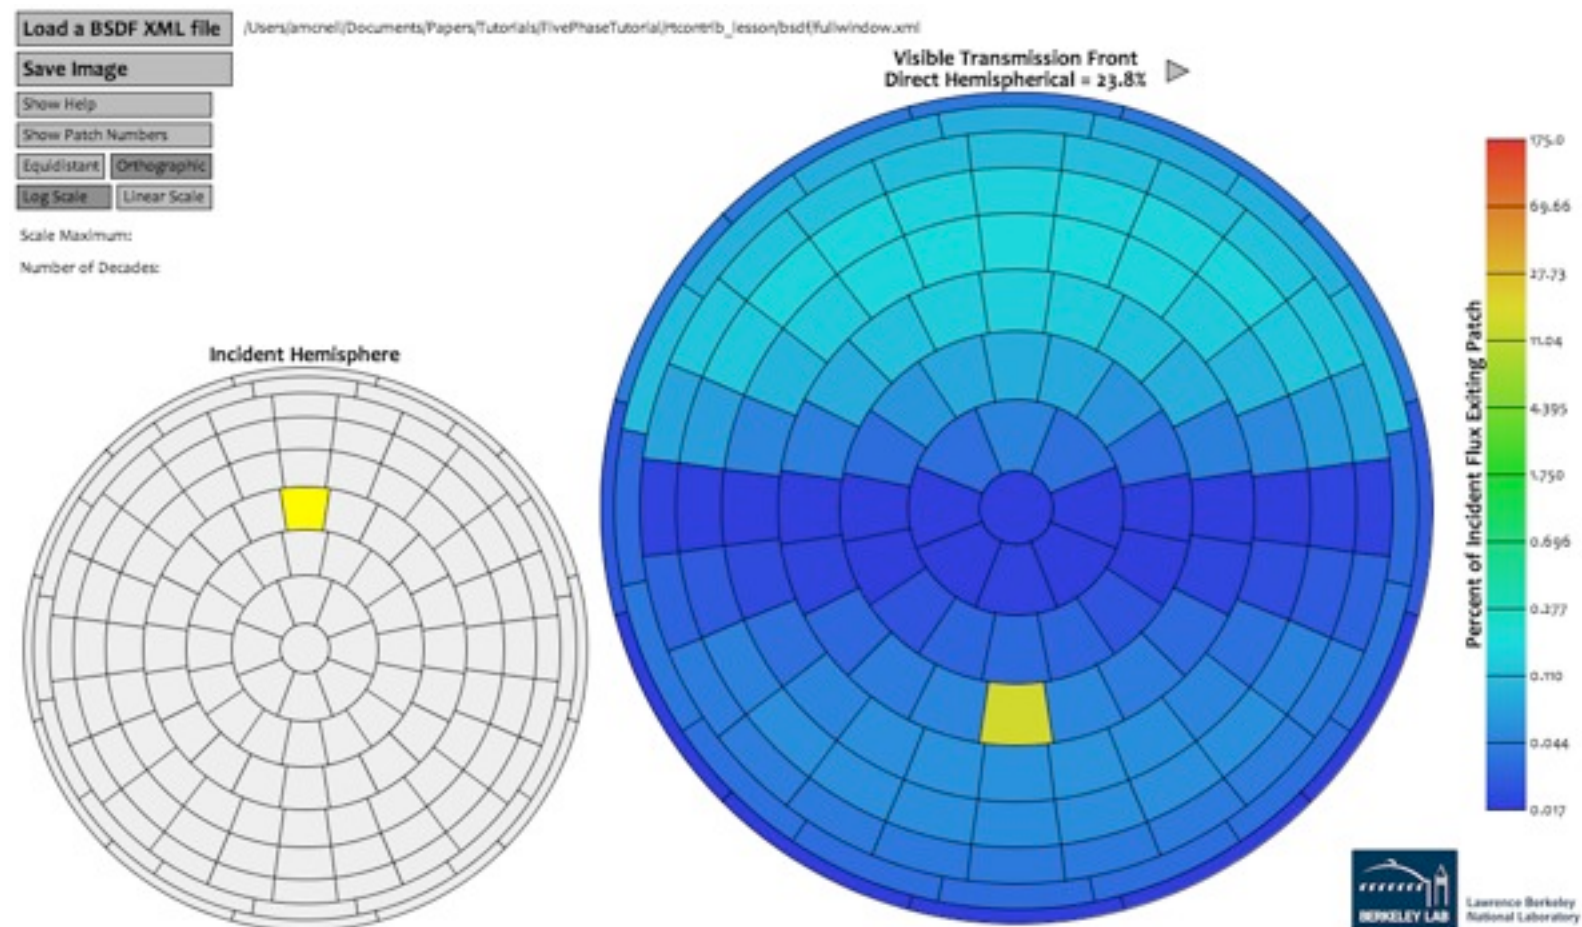 Load a BSDF XML file
/Users/amcneil/Documents/Papers/Tutorials/FivePhaseTutorial/rtcontrib_lesson/bsdf/fullwindow.xml
Save Image
Show Help
Show Patch Numbers
Equidistant
Orthographic
Log Scale
Linear Scale
Scale Maximum:
Number of Decades:
Incident Hemisphere
Visible Transmission Front
Direct Hemispherical = 23.8%
Percent of Incident Flux Exiting Patch
175.0
69.66
27.73
11.04
4.395
1.750
0.696
0.277
0.110
0.044
0.017
BERKELEY LAB
Lawrence Berkeley
National Laboratory